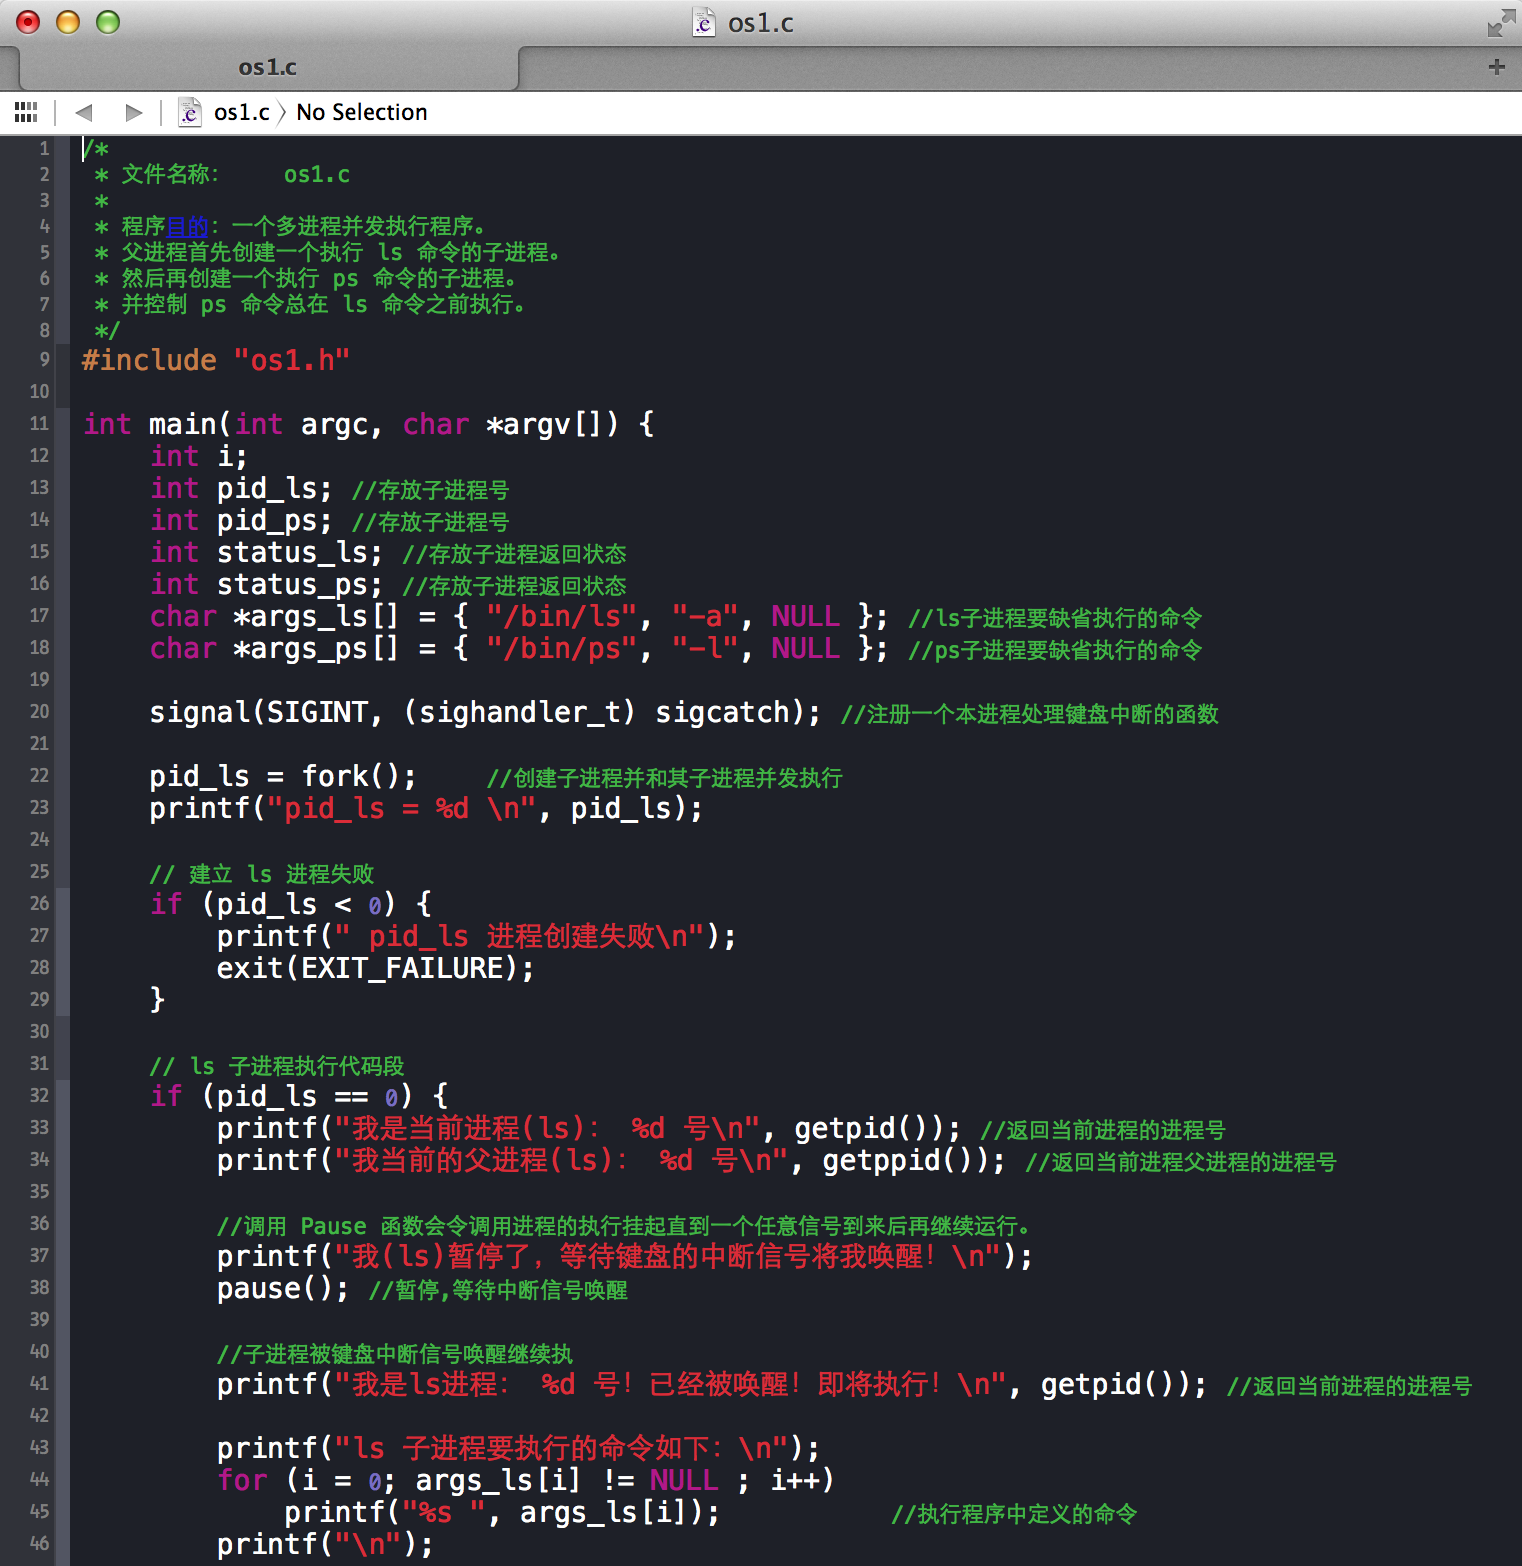 os1.c
os1.c
os1.c 〉 No Selection
1 /*
2  * 文件名称：    os1.c
3  *
4  * 程序目的：一个多进程并发执行程序。
5  * 父进程首先创建一个执行 ls 命令的子进程。
6  * 然后再创建一个执行 ps 命令的子进程。
7  * 并控制 ps 命令总在 ls 命令之前执行。
8  */
9 #include "os1.h"
10
11 int main(int argc, char *argv[]) {
12     int i;
13     int pid_ls; //存放子进程号
14     int pid_ps; //存放子进程号
15     int status_ls; //存放子进程返回状态
16     int status_ps; //存放子进程返回状态
17     char *args_ls[] = { "/bin/ls", "-a", NULL }; //ls子进程要缺省执行的命令
18     char *args_ps[] = { "/bin/ps", "-l", NULL }; //ps子进程要缺省执行的命令
19
20     signal(SIGINT, (sighandler_t) sigcatch); //注册一个本进程处理键盘中断的函数
21
22     pid_ls = fork();    //创建子进程并和其子进程并发执行
23     printf("pid_ls = %d \n", pid_ls);
24
25     // 建立 ls 进程失败
26     if (pid_ls < 0) {
27         printf(" pid_ls 进程创建失败\n");
28         exit(EXIT_FAILURE);
29     }
30
31     // ls 子进程执行代码段
32     if (pid_ls == 0) {
33         printf("我是当前进程(ls)： %d 号\n", getpid()); //返回当前进程的进程号
34         printf("我当前的父进程(ls)： %d 号\n", getppid()); //返回当前进程父进程的进程号
35
36         //调用 Pause 函数会令调用进程的执行挂起直到一个任意信号到来后再继续运行。
37         printf("我(ls)暂停了，等待键盘的中断信号将我唤醒！\n");
38         pause(); //暂停,等待中断信号唤醒
39
40         //子进程被键盘中断信号唤醒继续执
41         printf("我是ls进程： %d 号！已经被唤醒！即将执行！\n", getpid()); //返回当前进程的进程号
42
43         printf("ls 子进程要执行的命令如下：\n");
44         for (i = 0; args_ls[i] != NULL ; i++)
45             printf("%s ", args_ls[i]);          //执行程序中定义的命令
46         printf("\n");